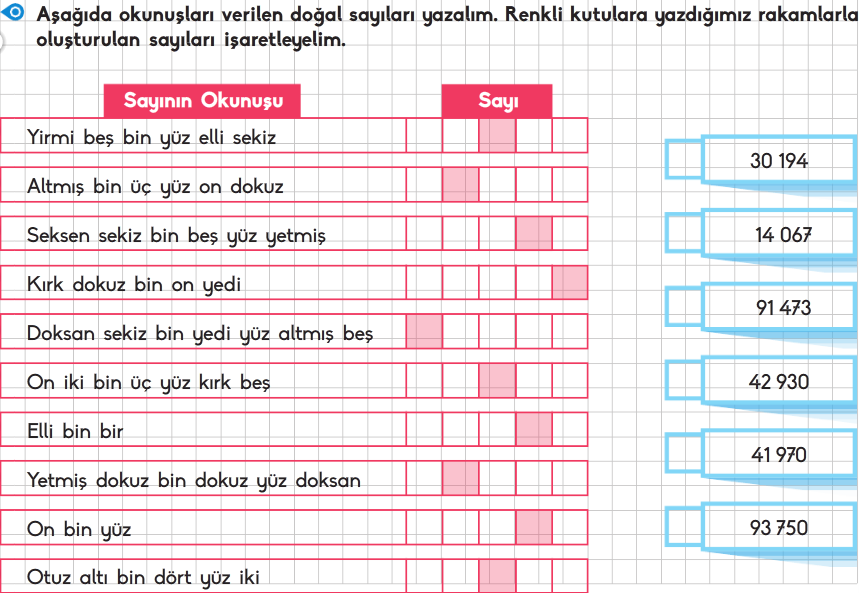 Aşağıda okunuşları verilen doğal sayıları yazalım. Renkli kutulara yazdığımız rakamlarla
oluşturulan sayıları işaretleyelim.
Sayının Okunuşu
Sayı
Yirmi beş bin yüz elli sekiz
Altmış bin üç yüz on dokuz
Seksen sekiz bin beş yüz yetmiş
Kırk dokuz bin on yedi
Doksan sekiz bin yedi yüz altmış beş
On iki bin üç yüz kırk beş
Elli bin bir
Yetmiş dokuz bin dokuz yüz doksan
On bin yüz
Otuz altı bin dört yüz iki
30 194
14 067
91 473
42 930
41 970
93 750